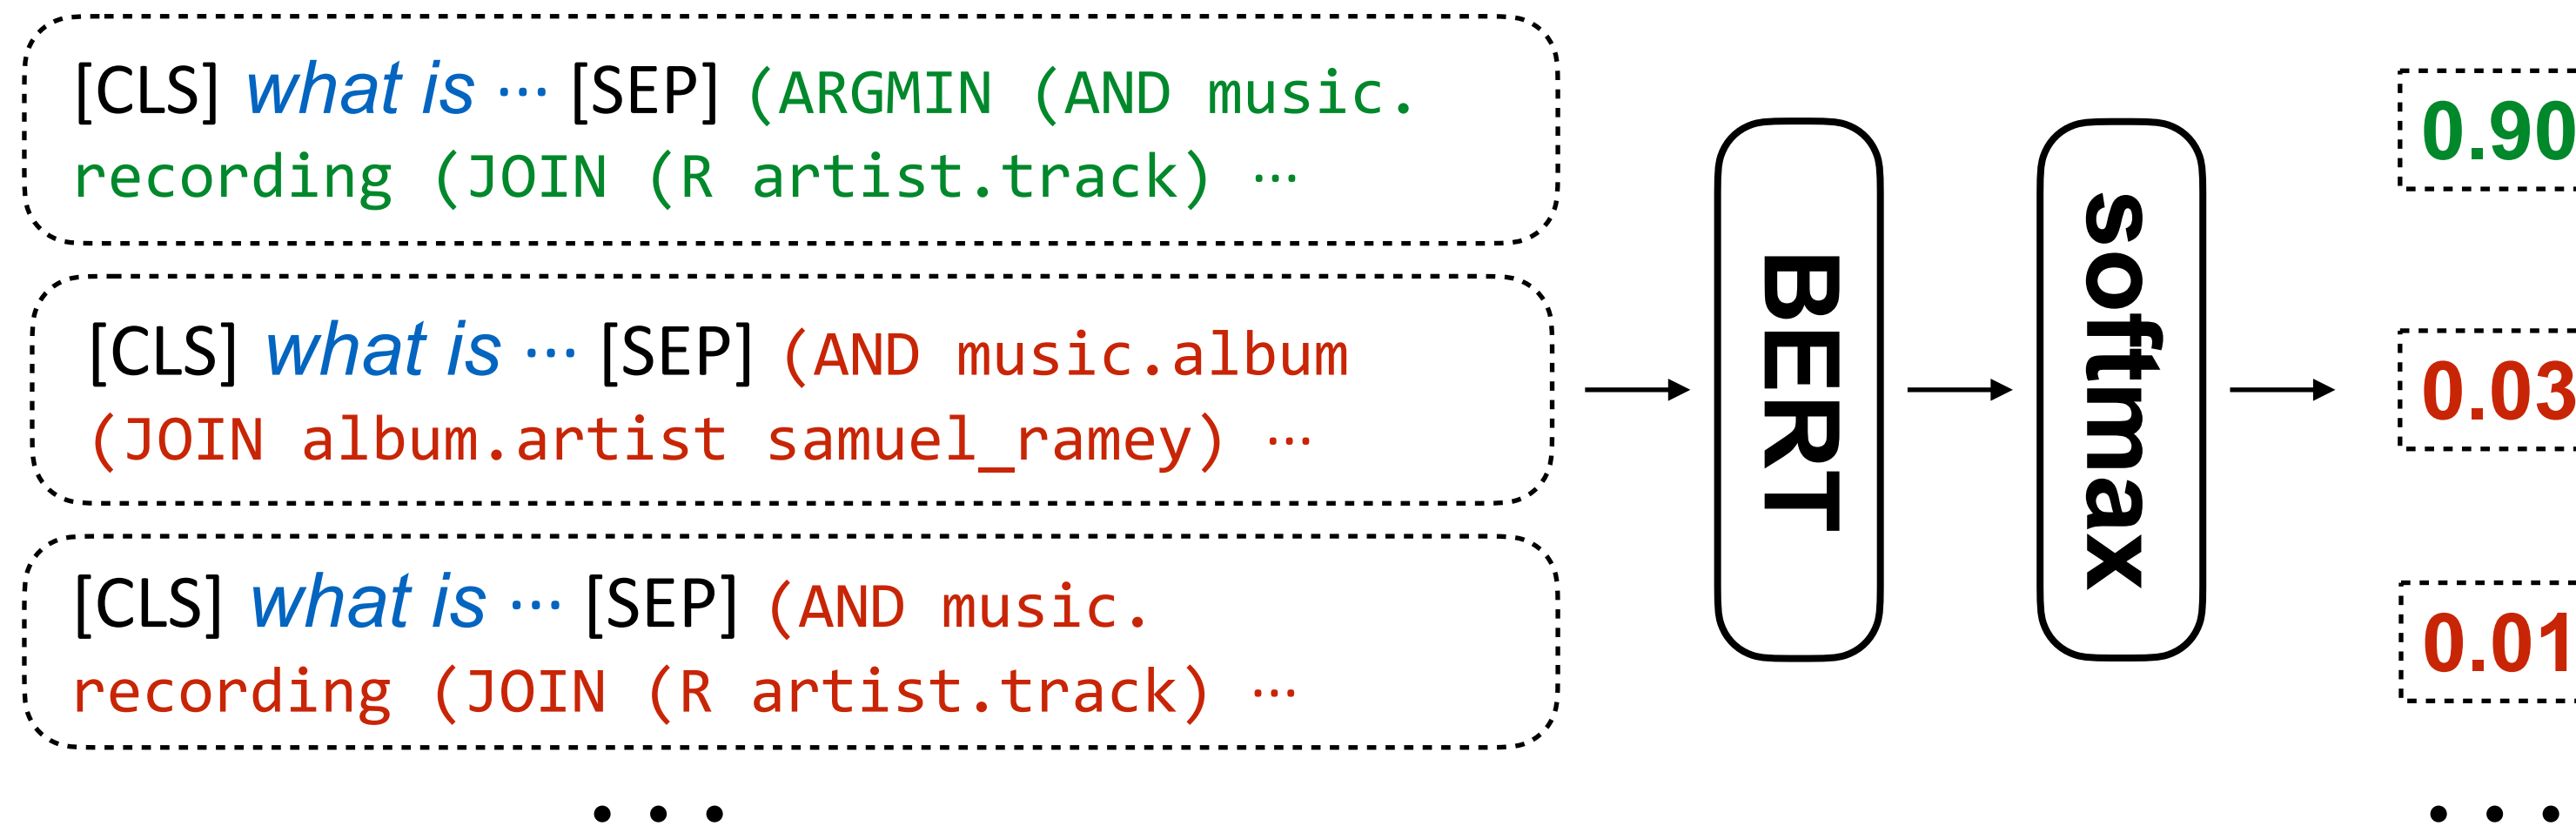 [CLS] what is ··· [SEP] (ARGMIN (AND music.
recording (JOIN (R artist.track) ···
[CLS] what is ··· [SEP] (AND music.album
(JOIN album.artist samuel_ramey) ···
[CLS] what is ··· [SEP] (AND music.
recording (JOIN (R artist.track) ···
• • •
BERT
softmax
0.90
0.03
0.01
• • •